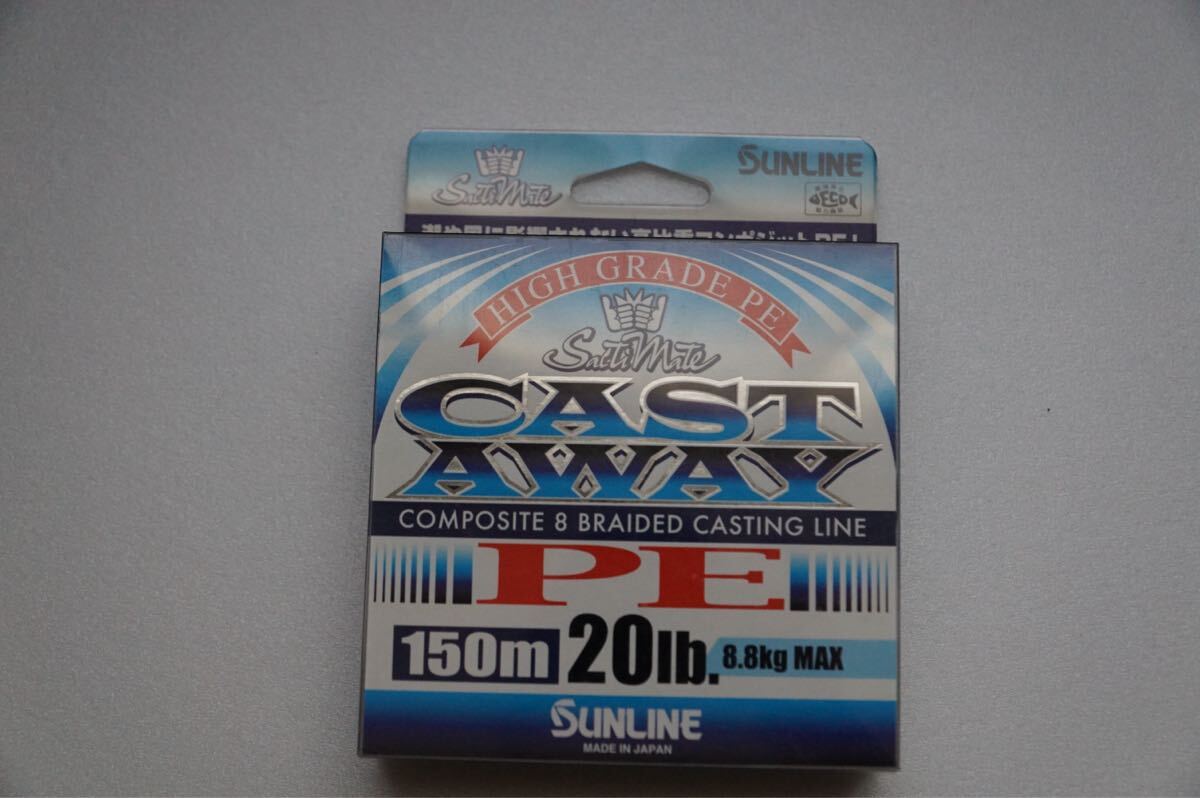 SaltiMate
SUNLINE
ECO
HIGH GRADE PE
SaltiMate
CAST
AWAY
COMPOSITE 8 BRAIDED CASTING LINE
PE
150m 20lb. 8.8kg MAX
SUNLINE
MADE IN JAPAN